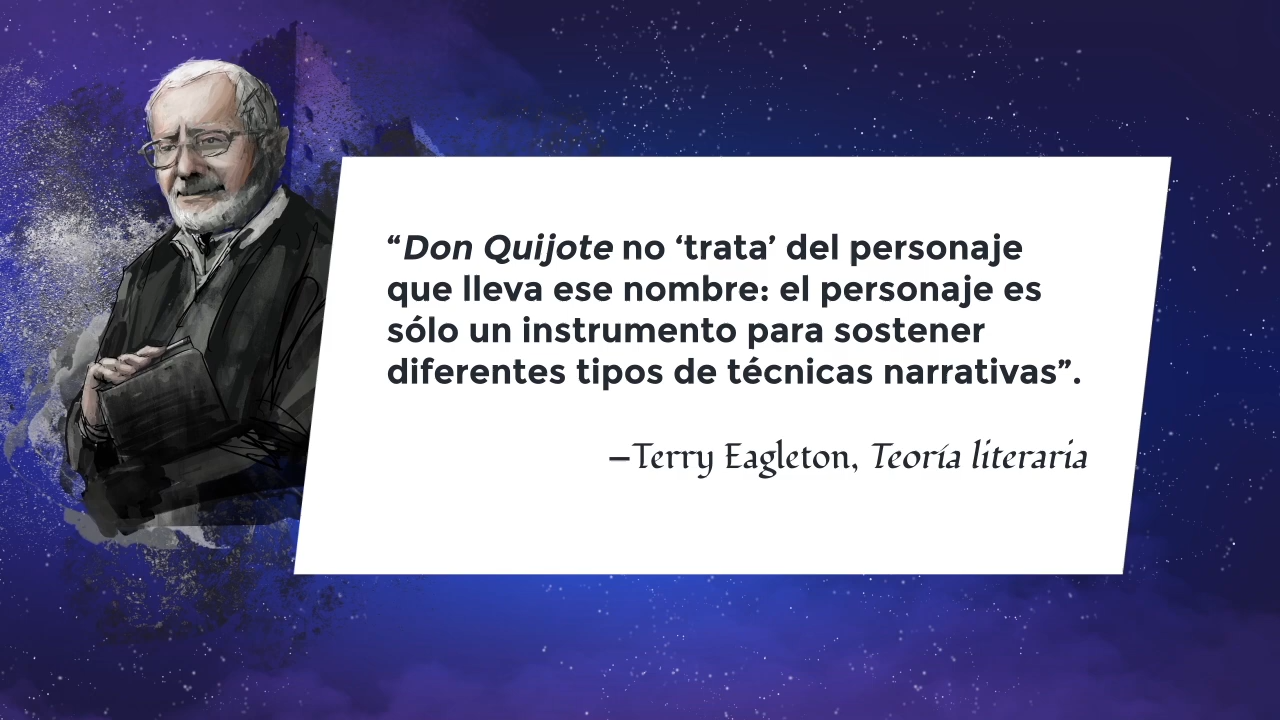 “Don Quijote no ‘trata’ del personaje
que lleva ese nombre: el personaje es
sólo un instrumento para sostener
diferentes tipos de técnicas narrativas”.
—Terry Eagleton, Teoría literaria